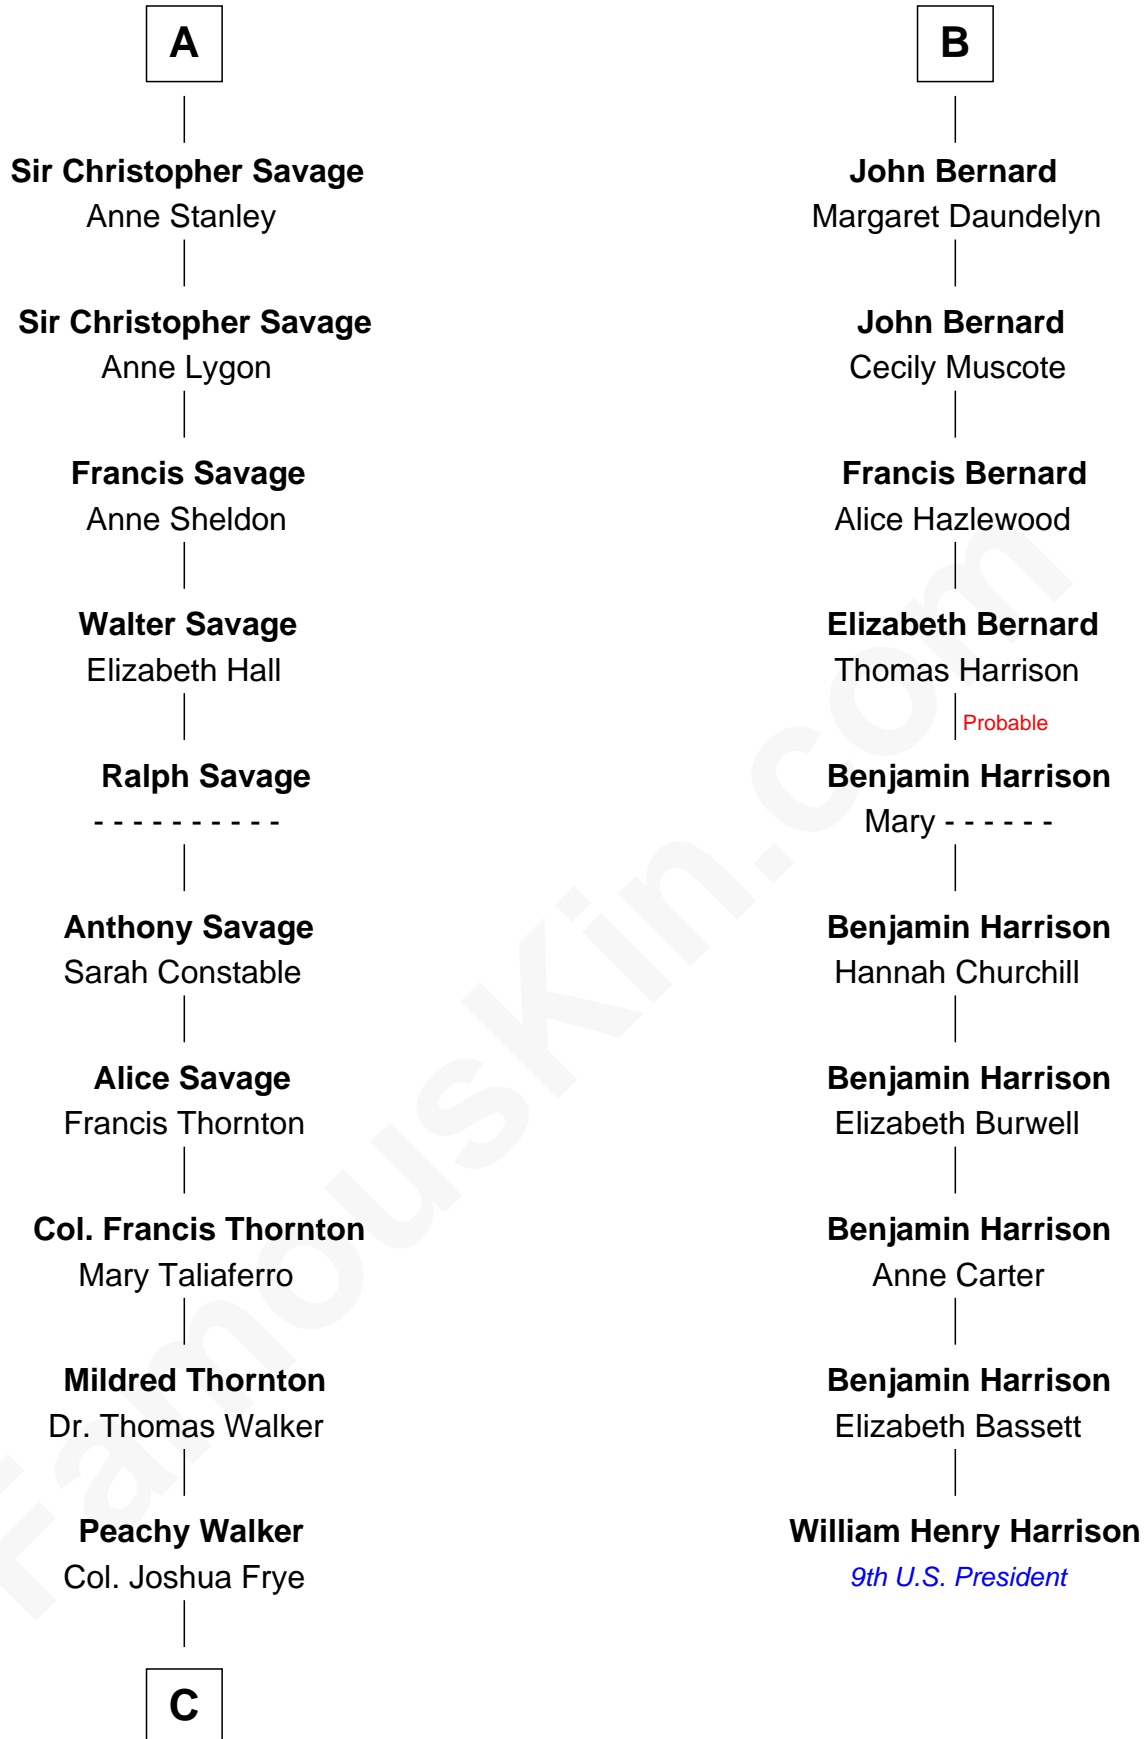 A
Sir Christopher Savage
Anne Stanley
Sir Christopher Savage
Anne Lygon
Francis Savage
Anne Sheldon
Walter Savage
Elizabeth Hall
Ralph Savage
- - - - - - - - - -
Anthony Savage
Sarah Constable
Alice Savage
Francis Thornton
Col. Francis Thornton
Mary Taliaferro
Mildred Thornton
Dr. Thomas Walker
Peachy Walker
Col. Joshua Frye
C
B
John Bernard
Margaret Daundelyn
John Bernard
Cecily Muscote
Francis Bernard
Alice Hazlewood
Elizabeth Bernard
Thomas Harrison
Probable
Benjamin Harrison
Mary - - - - - -
Benjamin Harrison
Hannah Churchill
Benjamin Harrison
Elizabeth Burwell
Benjamin Harrison
Anne Carter
Benjamin Harrison
Elizabeth Bassett
William Henry Harrison
9th U.S. President
FamousKin.com